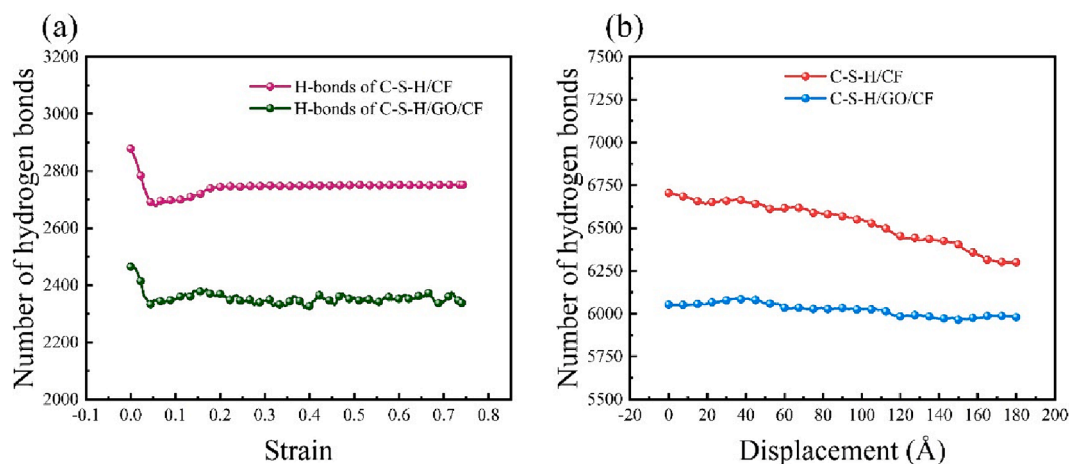 (a)
3200
2800
2400
2000
-0.1 0.0 0.1 0.2 0.3 0.4 0.5 0.6 0.7 0.8
Number of hydrogen bonds
Strain
H-bonds of C-S-H/CF
H-bonds of C-S-H/GO/CF
(b)
7500
7250
7000
6750
6500
6250
6000
5750
5500
-20 0 20 40 60 80 100 120 140 160 180 200
Number of hydrogen bonds
Displacement (Å)
C-S-H/CF
C-S-H/GO/CF